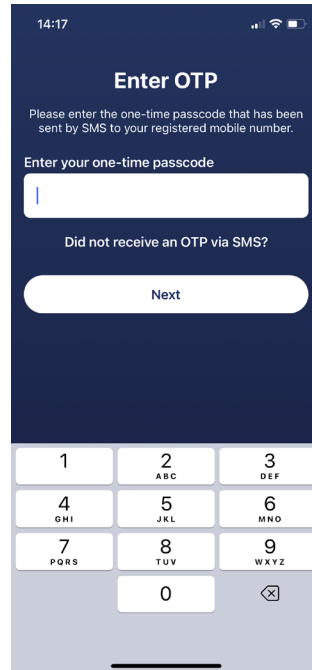 14:17
Enter OTP
Please enter the one-time passcode that has been
sent by SMS to your registered mobile number.
Enter your one-time passcode
Did not receive an OTP via SMS?
Next
1
2
ABC
3
DEF
4
GHI
5
JKL
6
MNO
7
PQRS
8
TUV
9
WXYZ
0